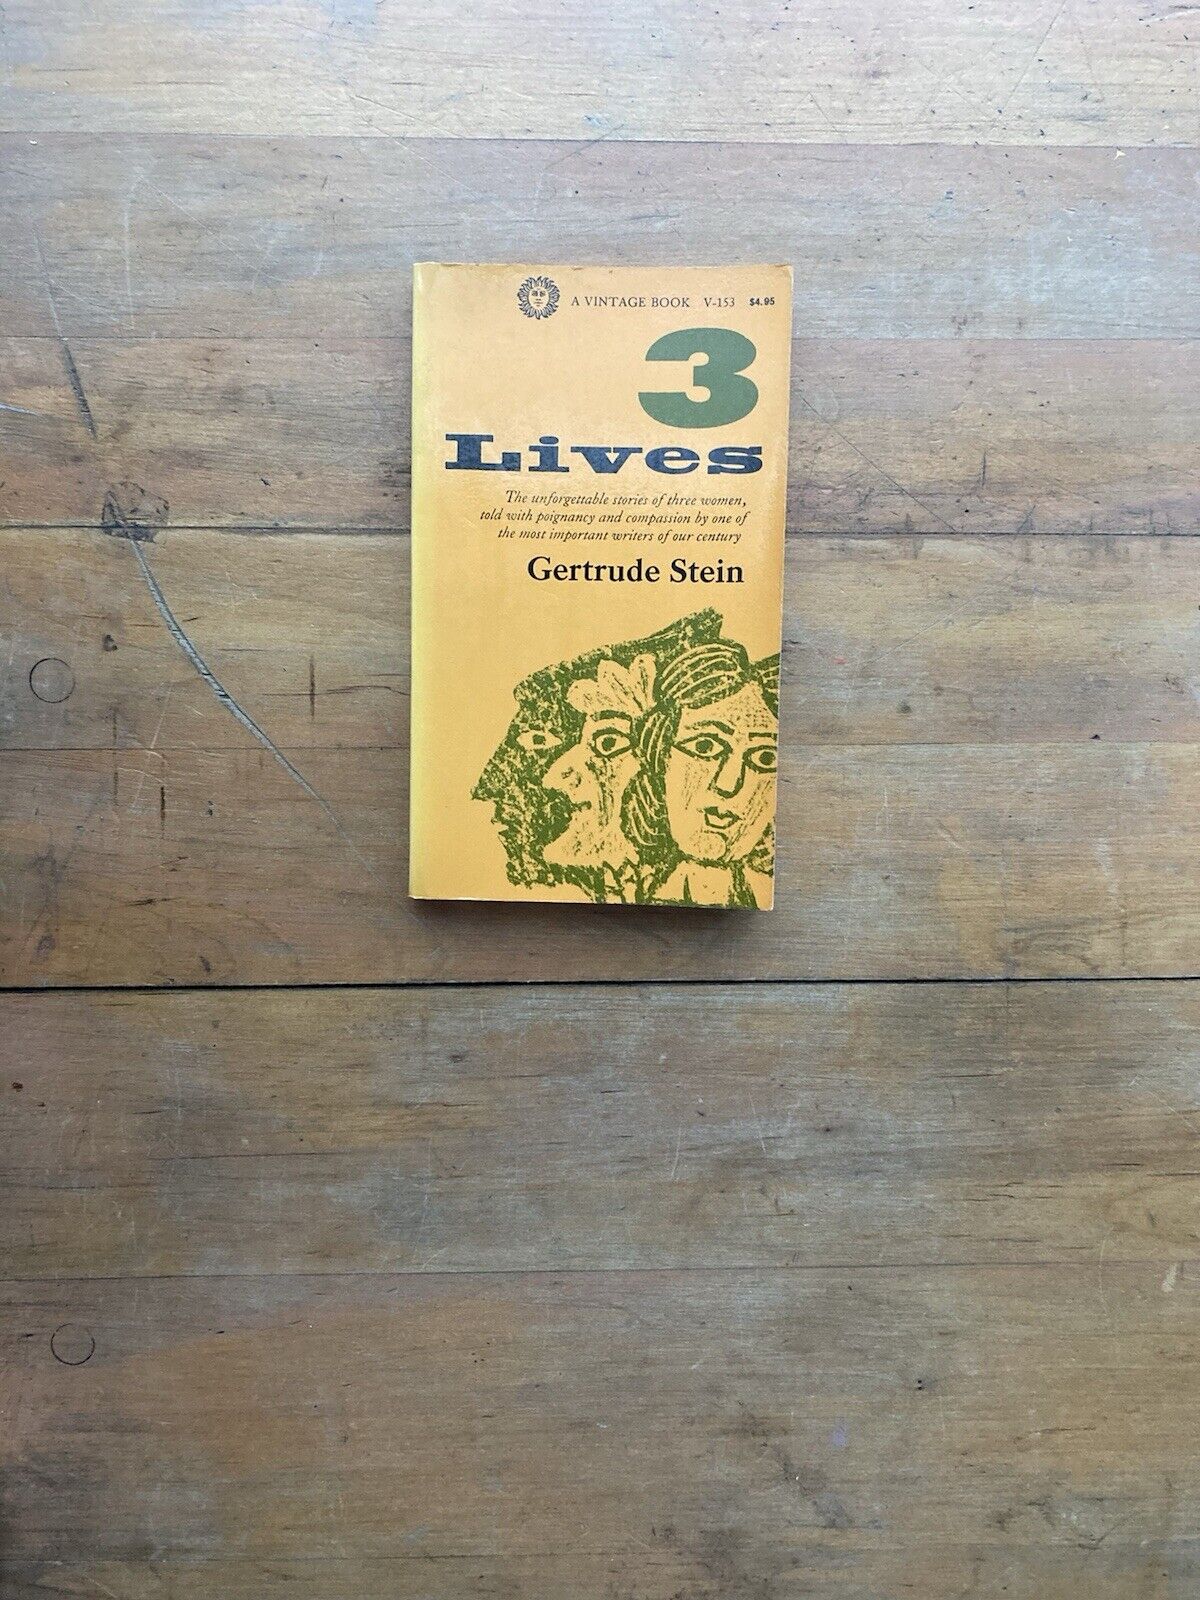 A VINTAGE BOOK V-153 $4.95
3
Lives
The unforgettable stories of three women,
told with poignancy and compassion by one of
the most important writers of our century
Gertrude Stein